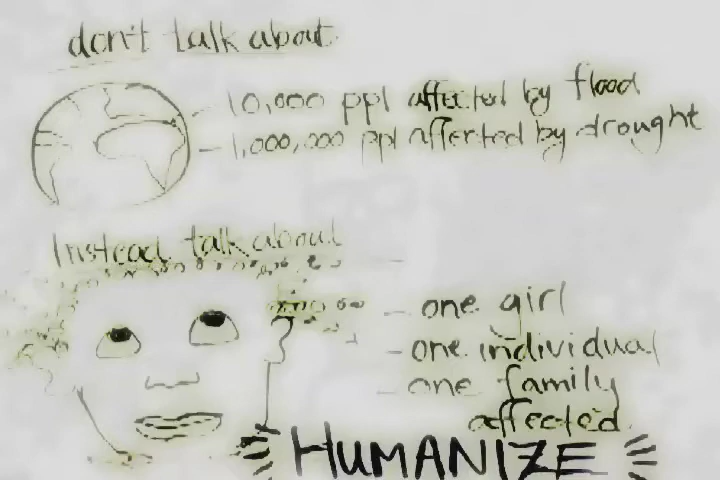 don't talk about
- 10,000 ppl affected by flood
- 1,000,000 ppl affected by drought
Instead talk about
- one girl
- one individual
- one family
affected
HUMANIZE